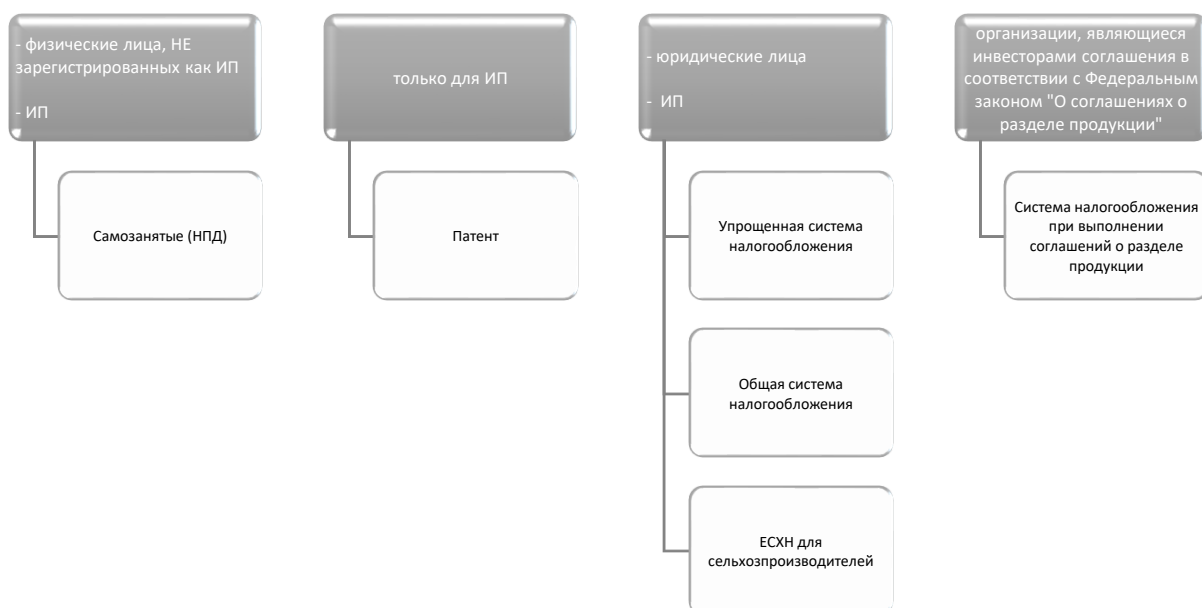 - физические лица, НЕ
зарегистрированных как ИП
- ИП
Самозанятые (НПД)
только для ИП
Патент
- юридические лица
- ИП
Упрощенная система
налогообложения
Общая система
налогообложения
ЕСХН для
сельхозпроизводителей
организации, являющиеся
инвесторами соглашения в
соответствии с Федеральным
законом "О соглашениях о
разделе продукции"
Система налогообложения
при выполнении
соглашений о разделе
продукции